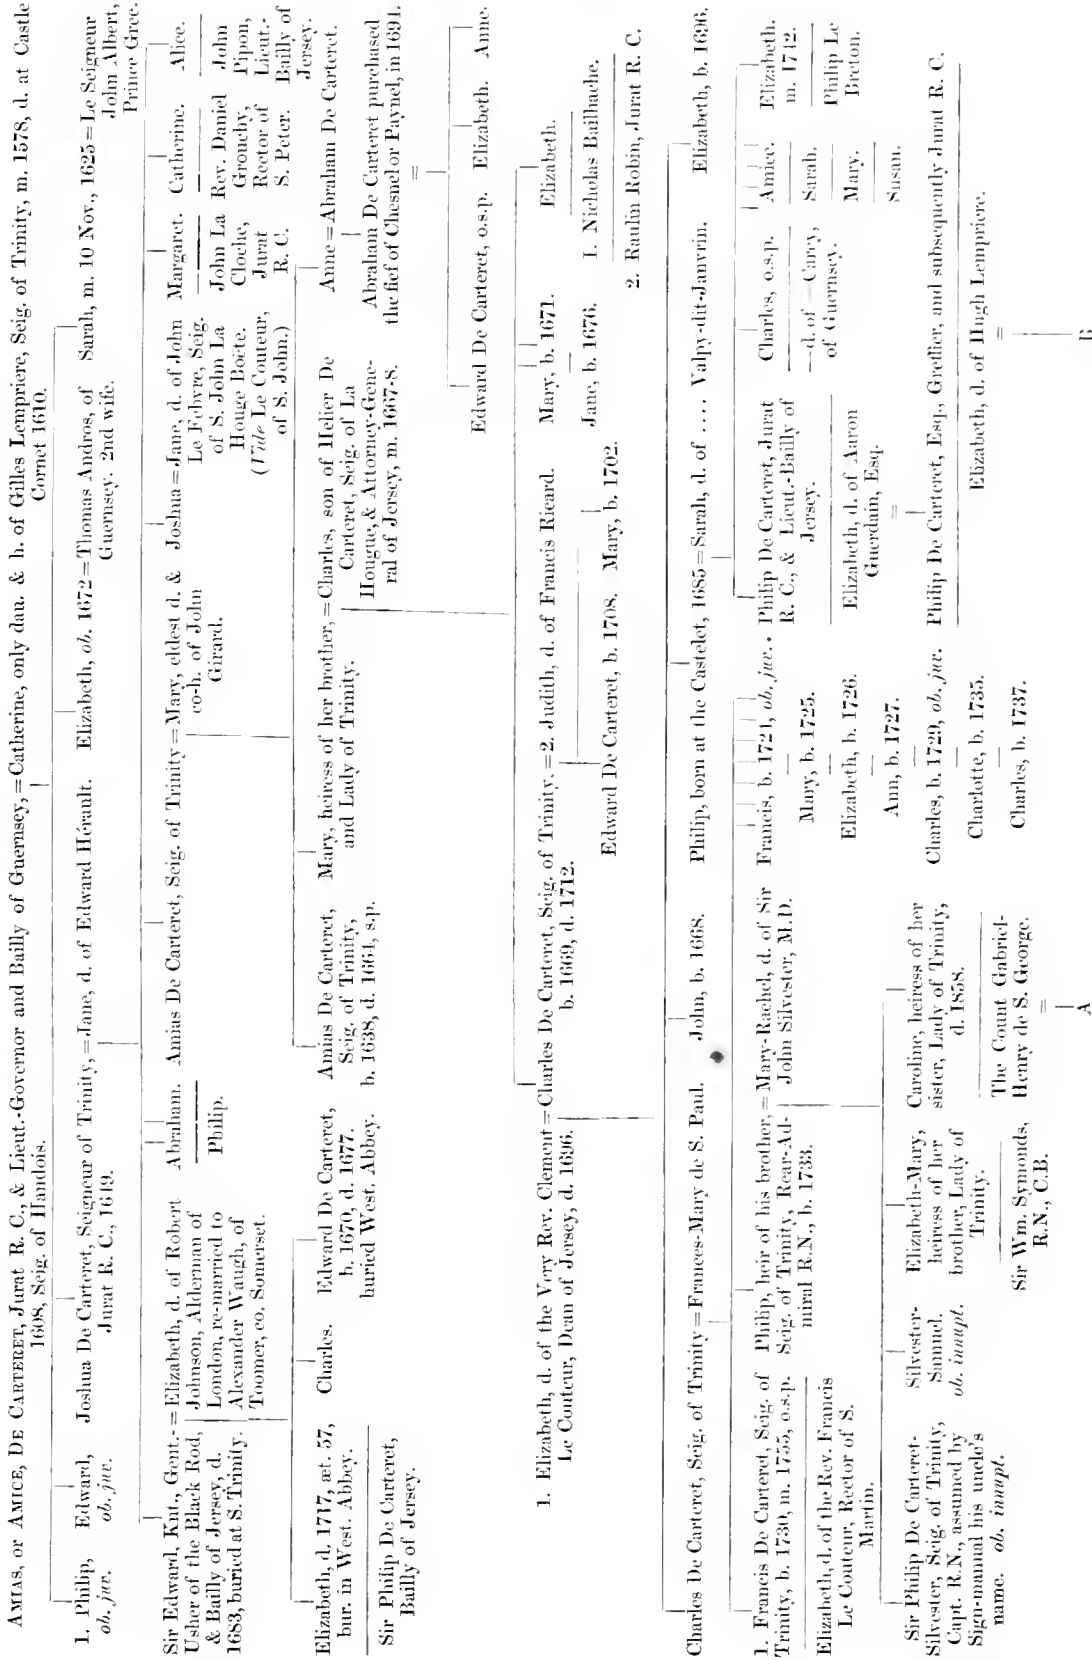 AMIAS, OR AMICE, DE CARTERET, Jurat R. C., & Lieut.-Governor and Bailly of Guernsey, = Catherine, only dau. & h. of Gilles Lempriere, Seig. of Trinity, m. 1578, d. at Castle
1608, Seig. of Handois.
Cornet 1610.
1. Philip,
ob. juv.
Edward,
ob. juv.
Joshua De Carteret, Seigneur of Trinity, = Jane, d. of Edward Hérault.
Jurat R. C., 1649.
Elizabeth, ob. 1672 = Thomas Andros, of
Guernsey. 2nd wife.
Sarah, m. 10 Nov., 1625 = Le Seigneur
John Albert,
Prince Gree.
Sir Edward, Knt., Gent.- = Elizabeth, d. of Robert
Usher of the Black Rod,
& Bailly of Jersey, d.
1683, buried at S. Trinity.
Johnson, Alderman of
London, re-married to
Alexander Waugh, of
Toomer, co. Somerset.
Abraham.
Philip.
Amias De Carteret, Seig. of Trinity = Mary, eldest d. &
co-h. of John
Girard.
Joshua = Jane, d. of John
Le Febvre, Seig.
of S. John La
Houge Boëte.
(Vide Le Couteur,
of S. John.)
Margaret.
John La
Cloche,
Jurat
R. C.
Catherine.
Rev. Daniel
Grouchy,
Rector of
S. Peter.
Alice.
John
Pipon,
Lieut.-
Bailly of
Jersey.
Elizabeth, d. 1717, æt. 57,
bur. in West. Abbey.
Sir Philip De Carteret,
Bailly of Jersey.
Charles.
Edward De Carteret,
b. 1670, d. 1677.
buried West. Abbey.
Amias De Carteret,
Seig. of Trinity,
b. 1638, d. 1664, s.p.
Mary, heiress of her brother, = Charles, son of Helier De
and Lady of Trinity.
Carteret, Seig. of La
Hougue, & Attorney-Gene-
ral of Jersey, m. 1667-8.
Anne = Abraham De Carteret.
Abraham De Carteret purchased
the fief of Chesnel or Paynel, in 1694.
=
Edward De Carteret, o.s.p.
Elizabeth.
Anne.
1. Elizabeth, d. of the Very Rev. Clement = Charles De Carteret, Seig. of Trinity. = 2. Judith, d. of Francis Ricard.
Le Couteur, Dean of Jersey, d. 1696.
b. 1669, d. 1712.
Mary, b. 1671.
Jane, b. 1676.
Elizabeth.
1. Nicholas Bailhache.
2. Raulin Robin, Jurat R. C.
Edward De Carteret, b. 1708.
Mary, b. 1702.
Charles De Carteret, Seig. of Trinity = Frances-Mary de S. Paul.
John, b. 1668.
Philip, born at the Castelet, 1685 = Sarah, d. of .... Valpy-dit-Janvrin.
Elizabeth, b. 1696.
1. Francis De Carteret, Seig. of
Trinity, b. 1730, m. 1755, o.s.p.
Elizabeth, d. of the Rev. Francis
Le Couteur, Rector of S.
Martin.
Philip, heir of his brother, = Mary-Rachel, d. of Sir
Seig. of Trinity, Rear-Ad-
miral R.N., b. 1733.
John Silvester, M.D.
Francis, b. 1721, ob. juv.
Mary, b. 1725.
Elizabeth, b. 1726.
Ann, b. 1727.
Charles, b. 1729, ob. juv.
Charlotte, b. 1735.
Charles, b. 1737.
Philip De Carteret, Jurat
R. C., & Lieut.-Bailly of
Jersey.
Elizabeth, d. of Aaron
Guerdain, Esq.
=
Philip De Carteret, Esq., Greffier, and subsequently Jurat R. C.
Elizabeth, d. of Hugh Lempriere.
=
B
Charles, o.s.p.
—d. of — Carey,
of Guernsey.
Amice.
Sarah.
Mary.
Susan.
Elizabeth.
m. 1742.
Philip Le
Breton.
Sir Philip De Carteret-
Silvester, Seig. of Trinity,
Capt. R.N., assumed by
Sign-manual his uncle's
name. ob. innupt.
Silvester-
Samuel.
ob. innupt.
Elizabeth-Mary,
heiress of her
brother, Lady of
Trinity.
Sir Wm. Symonds,
R.N., C.B.
Caroline, heiress of her
sister, Lady of Trinity,
d. 1858.
The Count Gabriel-
Henry de S. George.
=
A